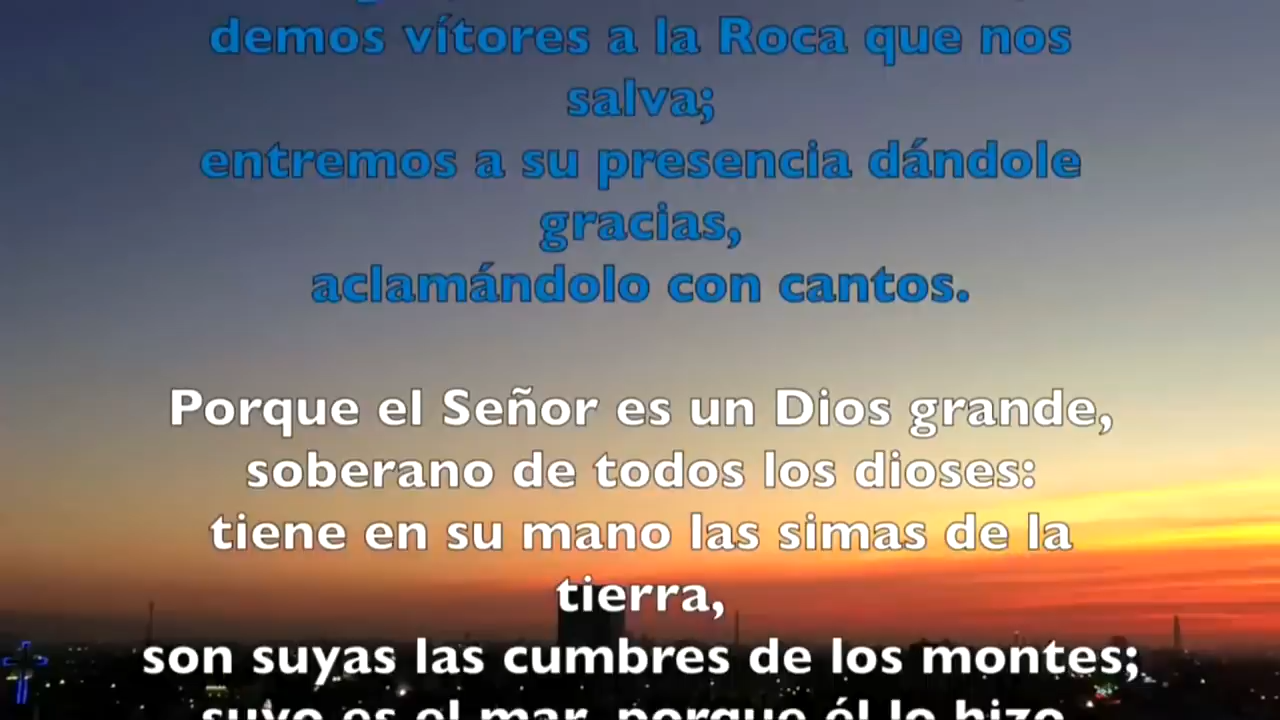 demos vítores a la Roca que nos
salva;
entremos a su presencia dándole
gracias,
aclamándolo con cantos.
Porque el Señor es un Dios grande,
soberano de todos los dioses:
tiene en su mano las simas de la
tierra,
son suyas las cumbres de los montes;
suyo es el mar, porque él lo hizo